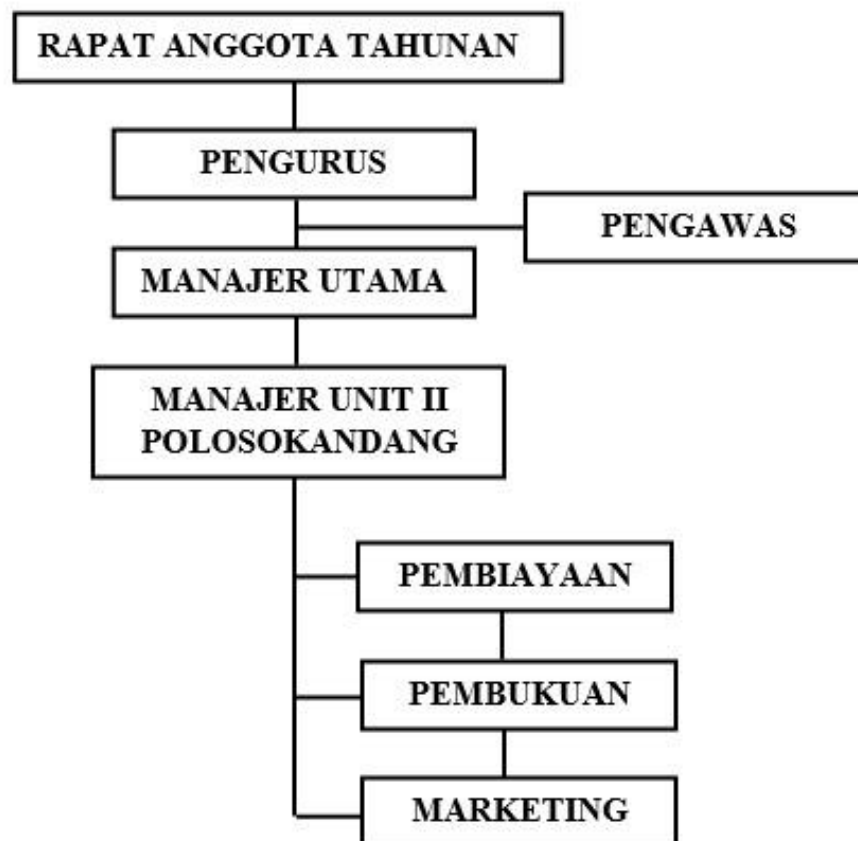 RAPAT ANGGOTA TAHUNAN
PENGURUS
PENGAWAS
MANAJER UTAMA
MANAJER UNIT II
POLOSOKANDANG
PEMBIAYAAN
PEMBUKUAN
MARKETING